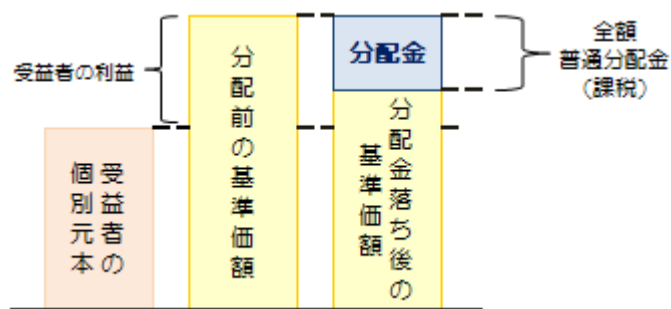 受益者の利益
受益者の
個別元本
分配前の基準価額
分配金
分配金落ち後の
基準価額
全額
普通分配金
(課税)